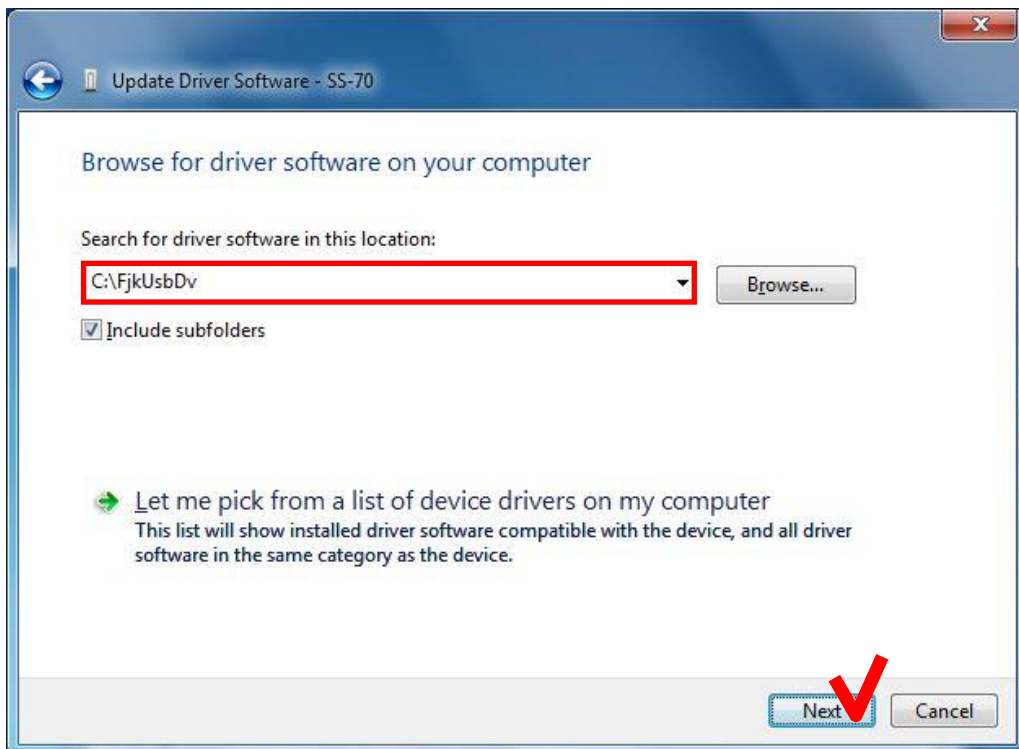 Update Driver Software - SS-70
Browse for driver software on your computer
Search for driver software in this location:
C:\FjkUsbDv
Browse...
Include subfolders
Let me pick from a list of device drivers on my computer
This list will show installed driver software compatible with the device, and all driver
software in the same category as the device.
Next
Cancel